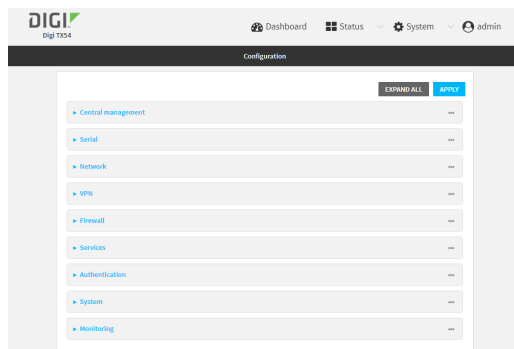 DIGI
Digi TX54
Dashboard Status System admin
Configuration
EXPAND ALL APPLY
Central management
Serial
Network
VPN
Firewall
Services
Authentication
System
Monitoring